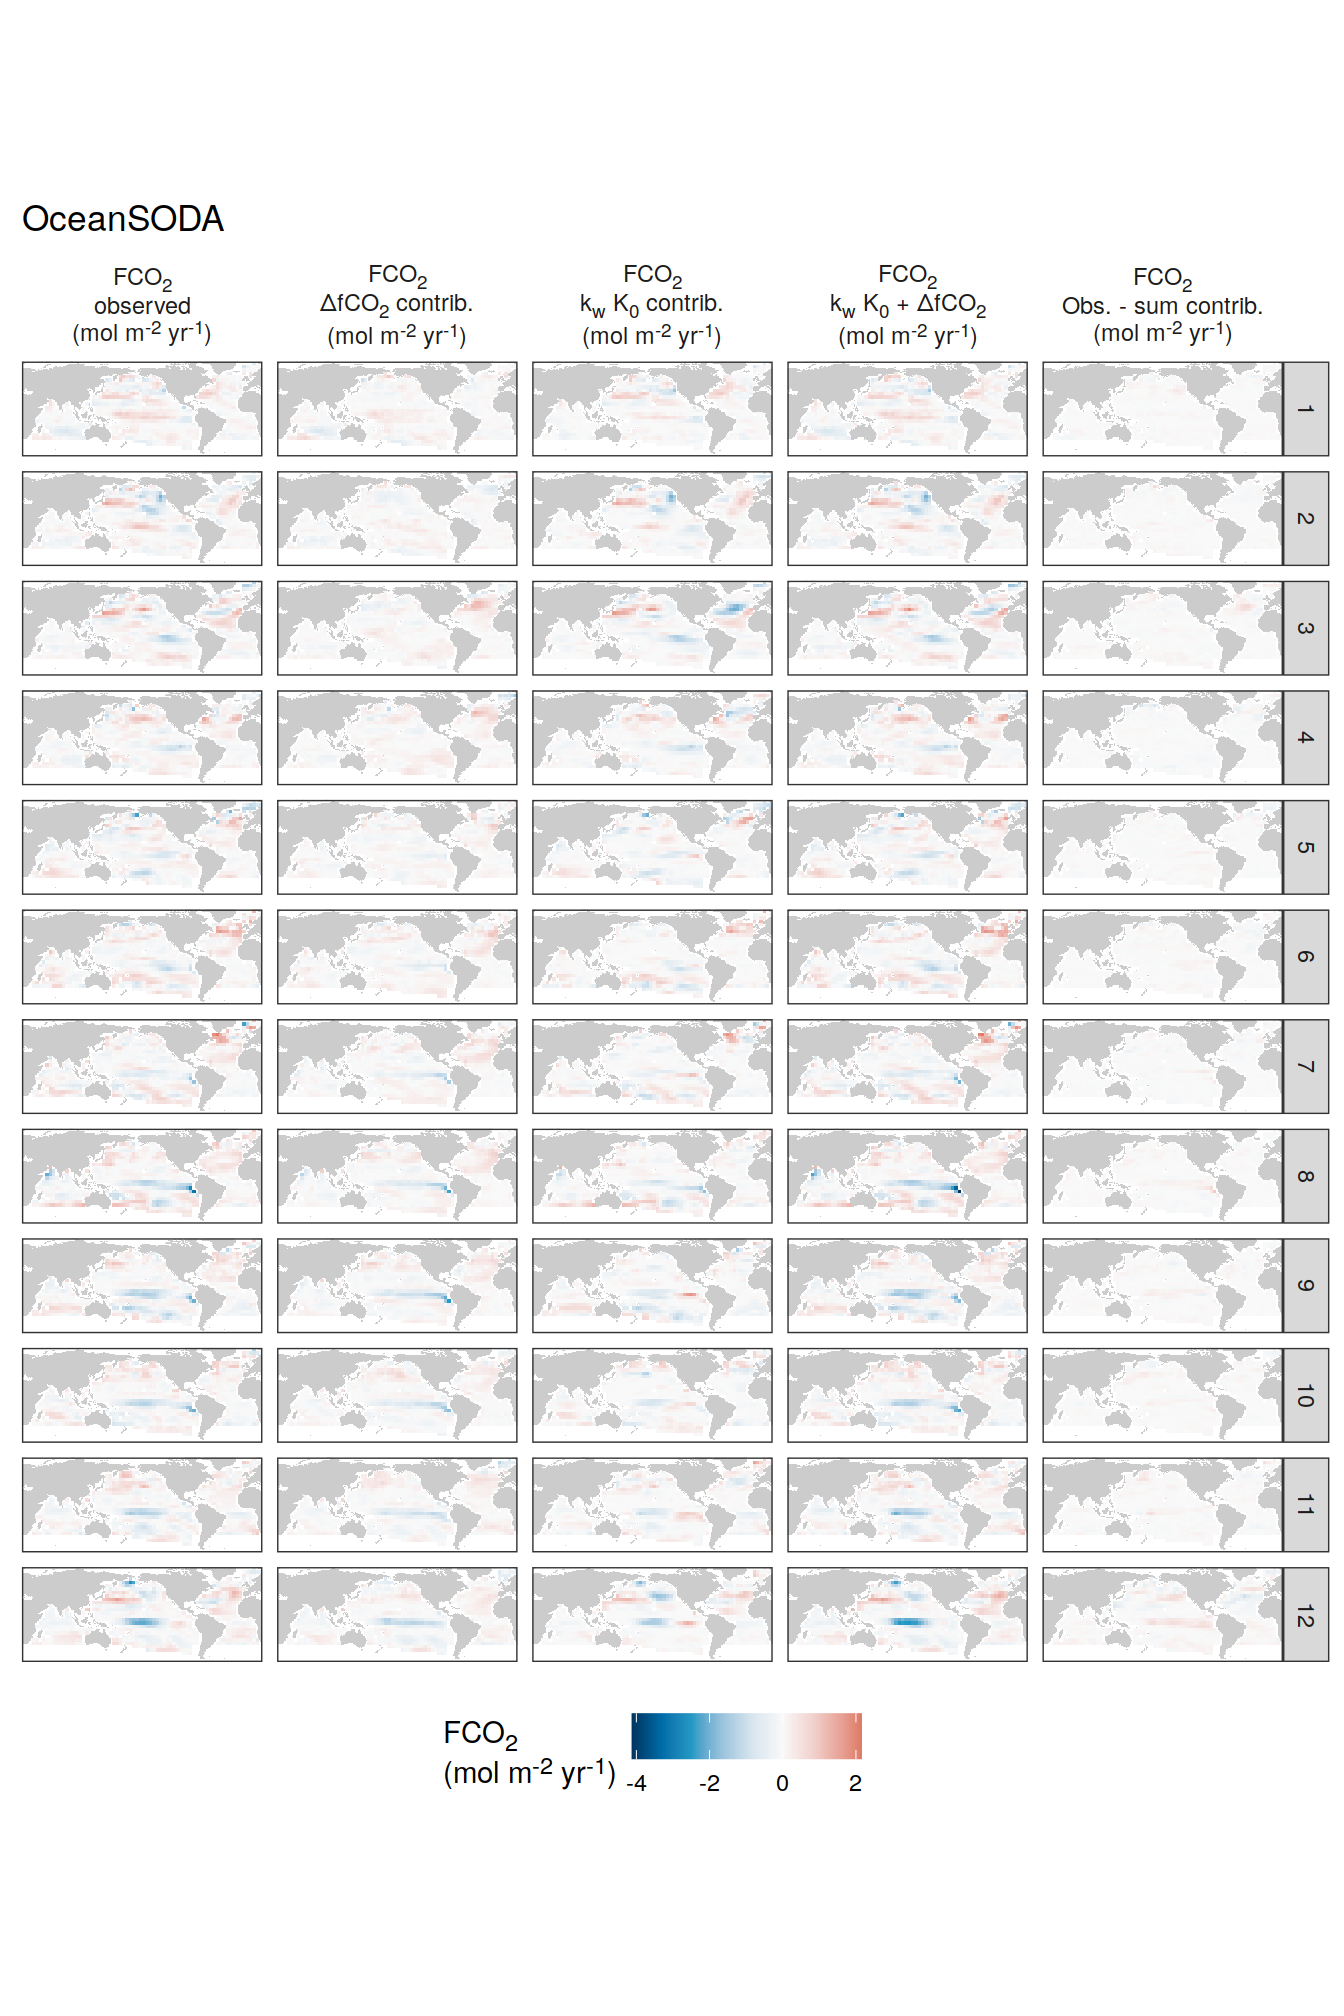 OceanSODA
FCO₂
observed
(mol m⁻² yr⁻¹)
FCO₂
ΔfCO₂ contrib.
(mol m⁻² yr⁻¹)
FCO₂
k_w K₀ contrib.
(mol m⁻² yr⁻¹)
FCO₂
k_w K₀ + ΔfCO₂
(mol m⁻² yr⁻¹)
FCO₂
Obs. - sum contrib.
(mol m⁻² yr⁻¹)
1
2
3
4
5
6
7
8
9
10
11
12
FCO₂
(mol m⁻² yr⁻¹)
-4 -2 0 2